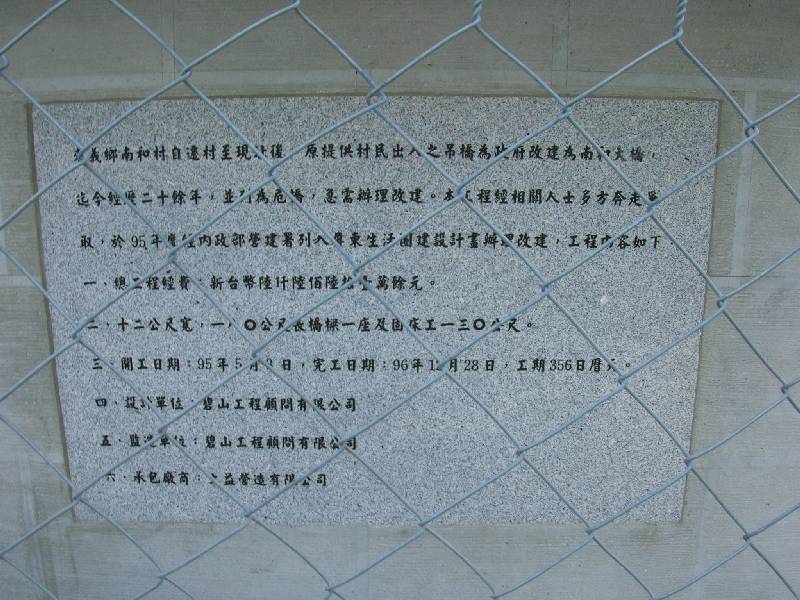 義鄉南和村自遷村至現 後 原提供村民出入之吊橋為政府改建為南和大橋，
迄今經歷二十餘年，並列為危橋，急需辦理改建。本工程經相關人士多方奔走
取，於95年 經內政部營建署列入屏東生活圈建設計畫辦理改建，工程內容如下
一、總工程經費：新台幣陸仟陸佰陸拾壹萬餘元。
二、十二公尺寬，一八〇公尺長橋樑一座及固床工一三〇公尺。
三、開工日期：95年5月 日，完工日期：96年12月28日，工期356日曆天。
四、設計單位：碧山工程顧問有限公司
五、監造單位：碧山工程顧問有限公司
六、承包廠商： 益營造有限公司